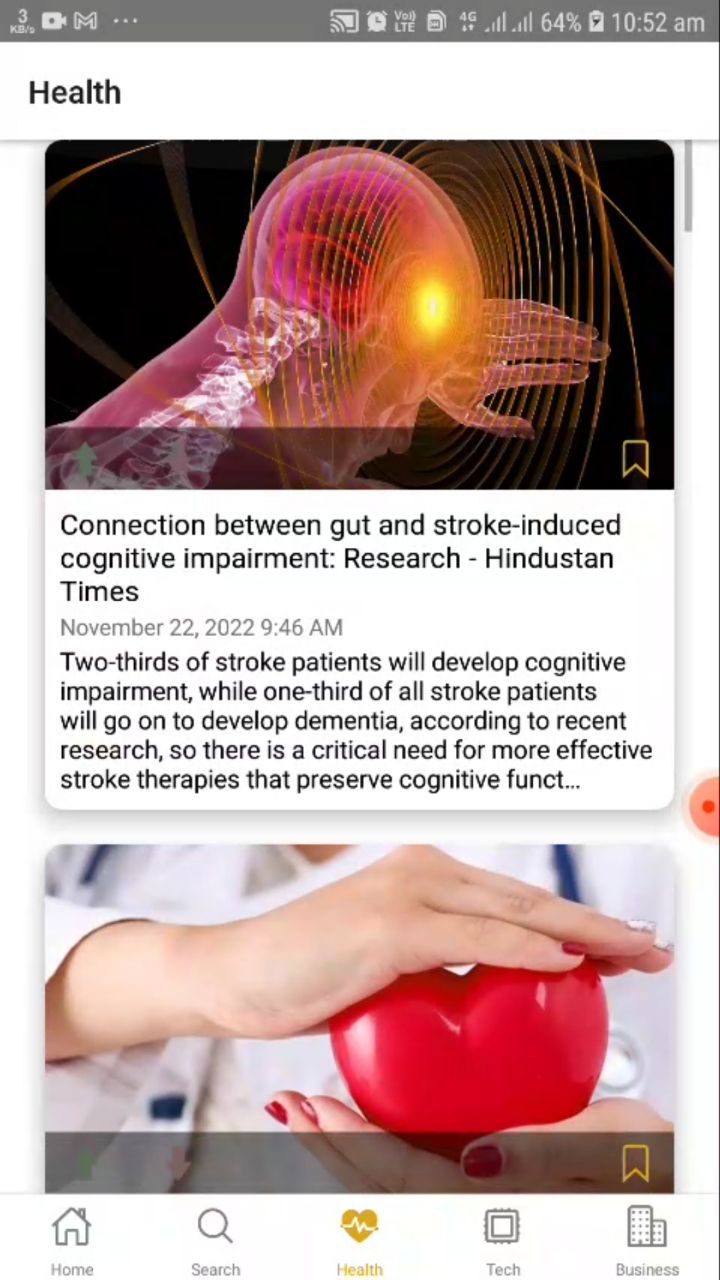 3
KB/s
Vo))
LTE
4G
64%
10:52 am
Health
Connection between gut and stroke-induced
cognitive impairment: Research - Hindustan
Times
November 22, 2022 9:46 AM
Two-thirds of stroke patients will develop cognitive
impairment, while one-third of all stroke patients
will go on to develop dementia, according to recent
research, so there is a critical need for more effective
stroke therapies that preserve cognitive funct...
Home
Search
Health
Tech
Business